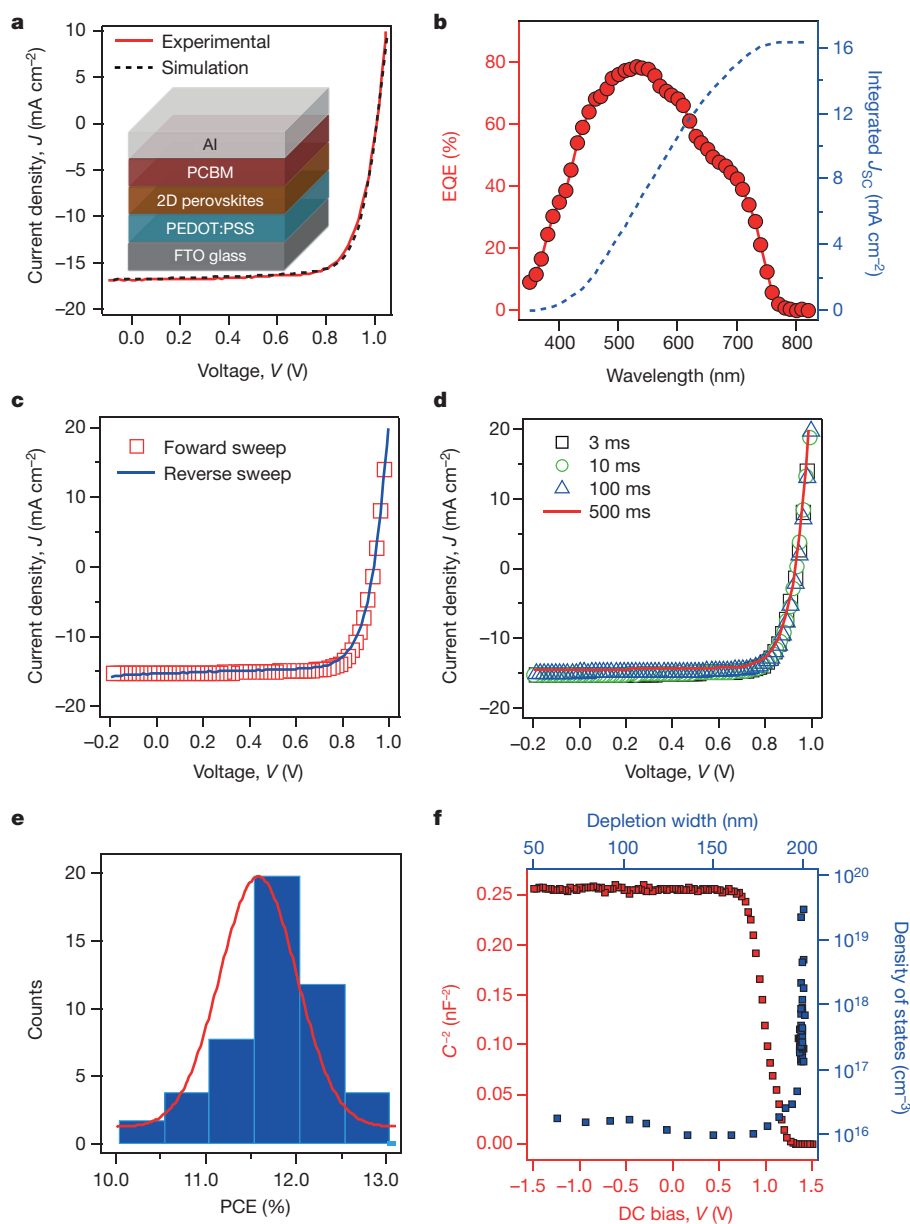 a
Experimental
Simulation
Al
PCBM
2D perovskites
PEDOT:PSS
FTO glass
Current density, J (mA cm⁻²)
10
5
0
−5
−10
−15
−20
0.0 0.2 0.4 0.6 0.8 1.0
Voltage, V (V)
b
EQE (%)
80
60
40
20
0
16
12
8
4
0
Integrated JSC (mA cm⁻²)
400 500 600 700 800
Wavelength (nm)
c
Foward sweep
Reverse sweep
Current density, J (mA cm⁻²)
20
10
0
−10
−20
−0.2 0.0 0.2 0.4 0.6 0.8 1.0
Voltage, V (V)
d
3 ms
10 ms
100 ms
500 ms
Current density, J (mA cm⁻²)
20
10
0
−10
−20
−0.2 0.0 0.2 0.4 0.6 0.8 1.0
Voltage, V (V)
e
Counts
20
15
10
5
0
10.0 11.0 12.0 13.0
PCE (%)
f
Depletion width (nm)
50 100 150 200
C⁻² (nF⁻²)
0.25
0.20
0.15
0.10
0.05
0.00
10²⁰
10¹⁹
10¹⁸
10¹⁷
10¹⁶
Density of states (cm⁻³)
−1.5 −1.0 −0.5 0.0 0.5 1.0 1.5
DC bias, V (V)